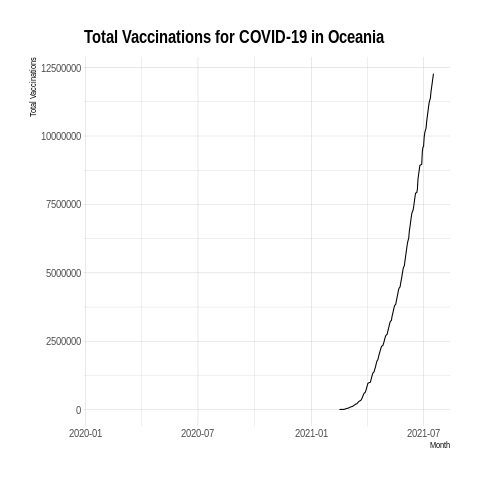 Total Vaccinations for COVID-19 in Oceania
Total Vaccinations
12500000
10000000
7500000
5000000
2500000
0
2020-01 2020-07 2021-01 2021-07
Month